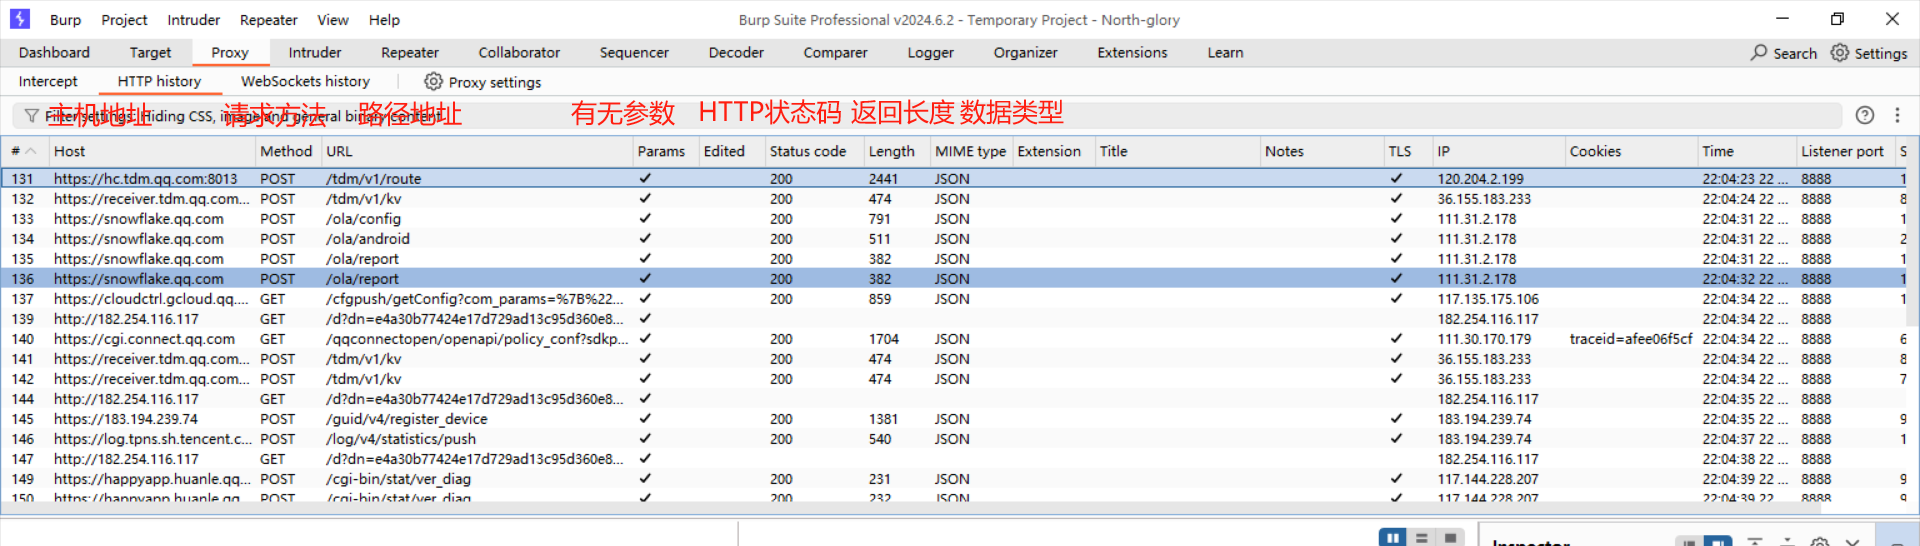 Burp Project Intruder Repeater View Help Burp Suite Professional v2024.6.2 - Temporary Project - North-glory
Dashboard Target Proxy Intruder Repeater Collaborator Sequencer Decoder Comparer Logger Organizer Extensions Learn Search Settings
Intercept HTTP history WebSockets history Proxy settings
Filter settings: Hiding CSS, image and general binary content
主机地址 请求方法 路径地址 有无参数 HTTP状态码 返回长度 数据类型
# Host Method URL Params Edited Status code Length MIME type Extension Title Notes TLS IP Cookies Time Listener port S
131 https://hc.tdm.qq.com:8013 POST /tdm/v1/route ✓ 200 2441 JSON ✓ 120.204.2.199 22:04:23 22 ... 8888 1
132 https://receiver.tdm.qq.com... POST /tdm/v1/kv ✓ 200 474 JSON ✓ 36.155.183.233 22:04:24 22 ... 8888 8
133 https://snowflake.qq.com POST /ola/config ✓ 200 791 JSON ✓ 111.31.2.178 22:04:31 22 ... 8888 1
134 https://snowflake.qq.com POST /ola/android ✓ 200 511 JSON ✓ 111.31.2.178 22:04:31 22 ... 8888 2
135 https://snowflake.qq.com POST /ola/report ✓ 200 382 JSON ✓ 111.31.2.178 22:04:31 22 ... 8888 1
136 https://snowflake.qq.com POST /ola/report ✓ 200 382 JSON ✓ 111.31.2.178 22:04:32 22 ... 8888 1
137 https://cloudctrl.gcloud.qq.... GET /cfgpush/getConfig?com_params=%7B%22... ✓ 200 859 JSON ✓ 117.135.175.106 22:04:34 22 ... 8888 1
139 http://182.254.116.117 GET /d?dn=e4a30b77424e17d729ad13c95d360e8... ✓ 182.254.116.117 22:04:34 22 ... 8888
140 https://cgi.connect.qq.com GET /qqconnectopen/openapi/policy_conf?sdkp... ✓ 200 1704 JSON ✓ 111.30.170.179 traceid=afee06f5cf 22:04:34 22 ... 8888 6
141 https://receiver.tdm.qq.com... POST /tdm/v1/kv ✓ 200 474 JSON ✓ 36.155.183.233 22:04:34 22 ... 8888 8
142 https://receiver.tdm.qq.com... POST /tdm/v1/kv ✓ 200 474 JSON ✓ 36.155.183.233 22:04:34 22 ... 8888 7
144 http://182.254.116.117 GET /d?dn=e4a30b77424e17d729ad13c95d360e8... ✓ 182.254.116.117 22:04:35 22 ... 8888
145 https://183.194.239.74 POST /guid/v4/register_device ✓ 200 1381 JSON ✓ 183.194.239.74 22:04:35 22 ... 8888 9
146 https://log.tpns.sh.tencent.c... POST /log/v4/statistics/push ✓ 200 540 JSON ✓ 183.194.239.74 22:04:37 22 ... 8888 1
147 http://182.254.116.117 GET /d?dn=e4a30b77424e17d729ad13c95d360e8... ✓ 182.254.116.117 22:04:38 22 ... 8888
149 https://happyapp.huanle.qq... POST /cgi-bin/stat/ver_diag ✓ 200 231 JSON ✓ 117.144.228.207 22:04:39 22 ... 8888 9
150 https://happyapp.huanle.qq... POST /cgi-bin/stat/ver_diag ✓ 200 232 JSON ✓ 117.144.228.207 22:04:39 22 ... 8888 9
Inspector